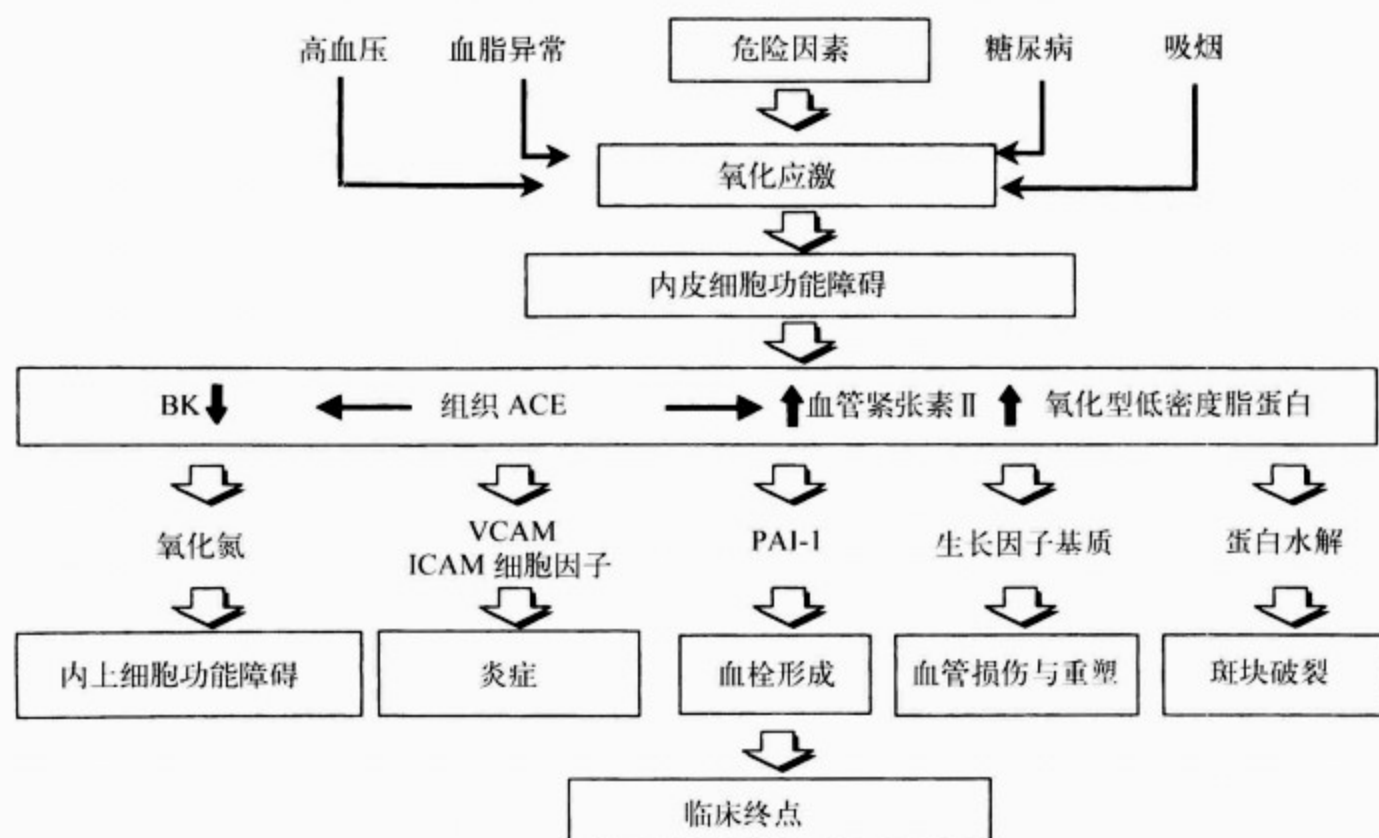 高血压
血脂异常
危险因素
糖尿病
吸烟
氧化应激
内皮细胞功能障碍
BK
组织 ACE
血管紧张素 II
氧化型低密度脂蛋白
氧化氮
VCAM
ICAM 细胞因子
PAI-1
生长因子基质
蛋白水解
内上细胞功能障碍
炎症
血栓形成
血管损伤与重塑
斑块破裂
临床终点